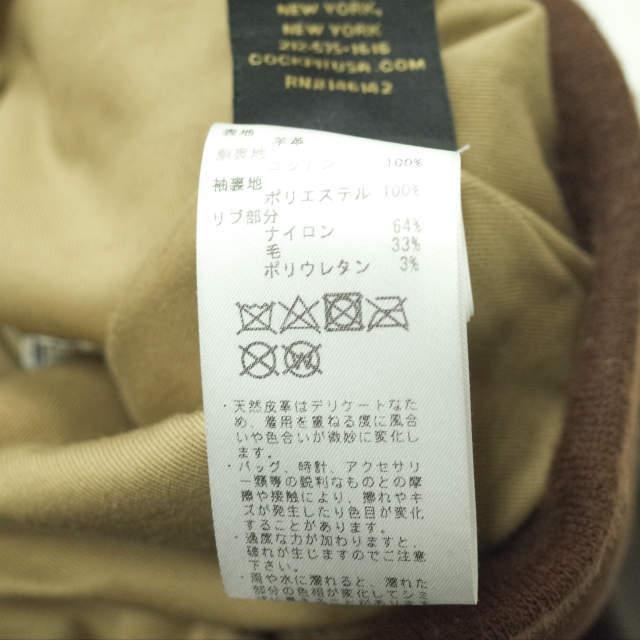 NEW YORK,
NEW YORK
212-575-1616
COCKPITUSA.COM
RN#146162
表地 羊革
胴裏地
コットン 100%
袖裏地
ポリエステル 100%
リブ部分
ナイロン 64%
毛 33%
ポリウレタン 3%
W
・天然皮革はデリケートなた
め、着用を重ねる度に風合
いや色合いが微妙に変化し
ます。
・バッグ、時計、アクセサリ
ー類等の鋭利なものとの摩
擦や接触により、擦れやキ
ズが発生したり色目が変化
することがあります。
・過度な力が加わりますと、
破れが生じますのでご注意
下さい。
・雨や水に濡れると、濡れた
部分の色相が変化してシミ